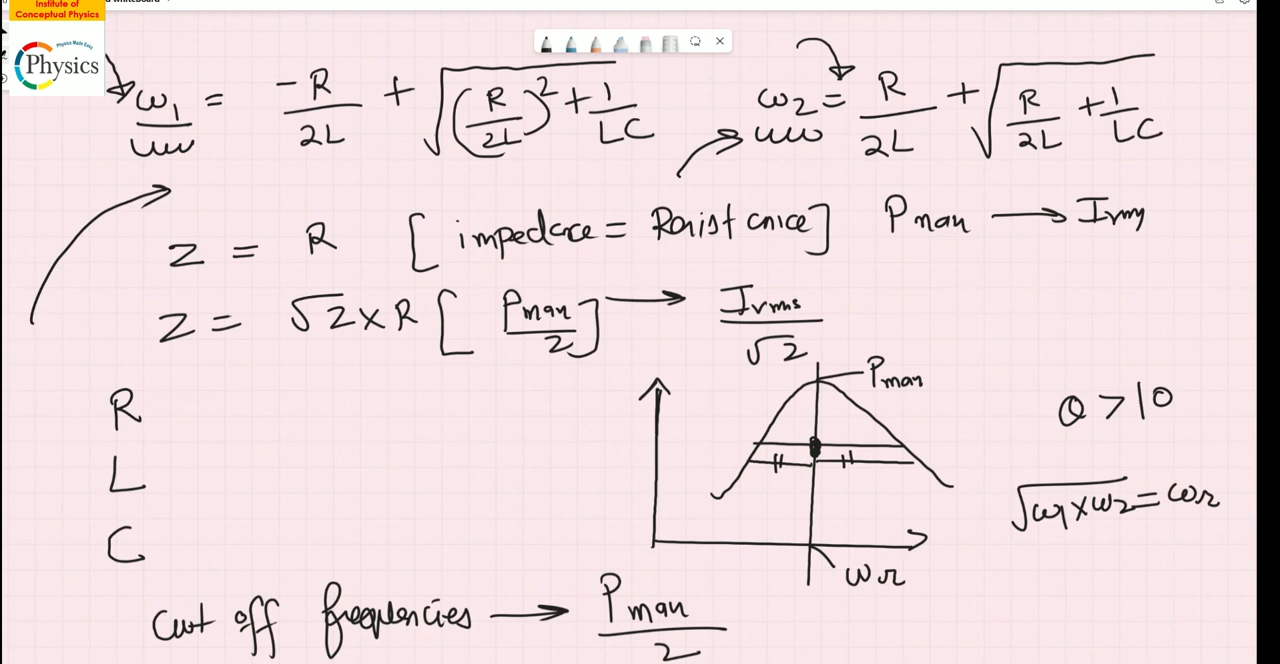 Institute of
Conceptual Physics
whiteboard
Physics Made Easy
Physics
ω₁ = -R/2L + √((R/2L)² + 1/LC)
ω₂ = R/2L + √(R/2L + 1/LC)
Z = R [impedance = Resistance] Pmax → Irms
Z = √2 × R [Pmax/2] → Irms/√2
Pmax
R
Q > 10
L
√ω₁×ω₂ = ωr
C
ωr
Cut off frequencies → Pmax/2